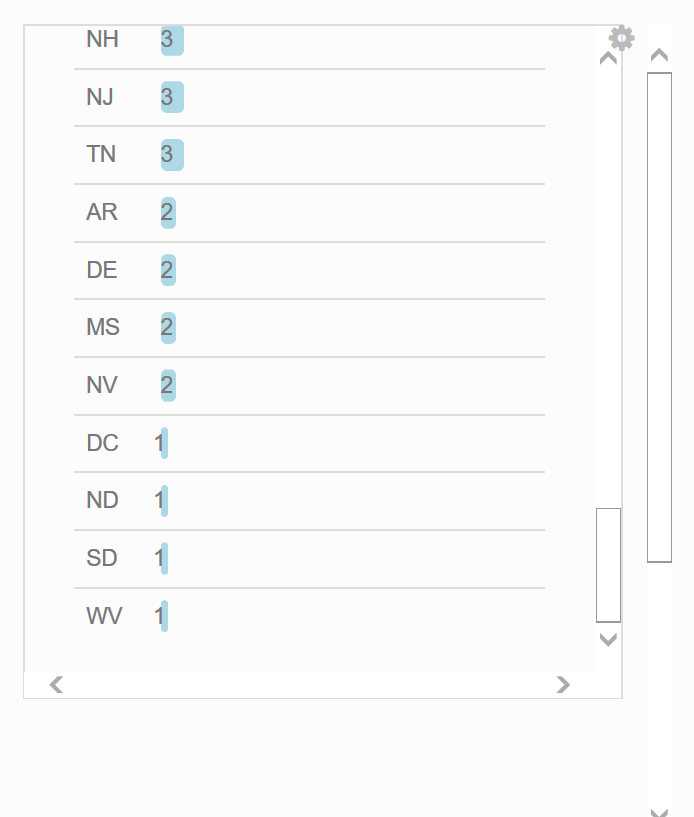 NH 3
NJ 3
TN 3
AR 2
DE 2
MS 2
NV 2
DC 1
ND 1
SD 1
WV 1